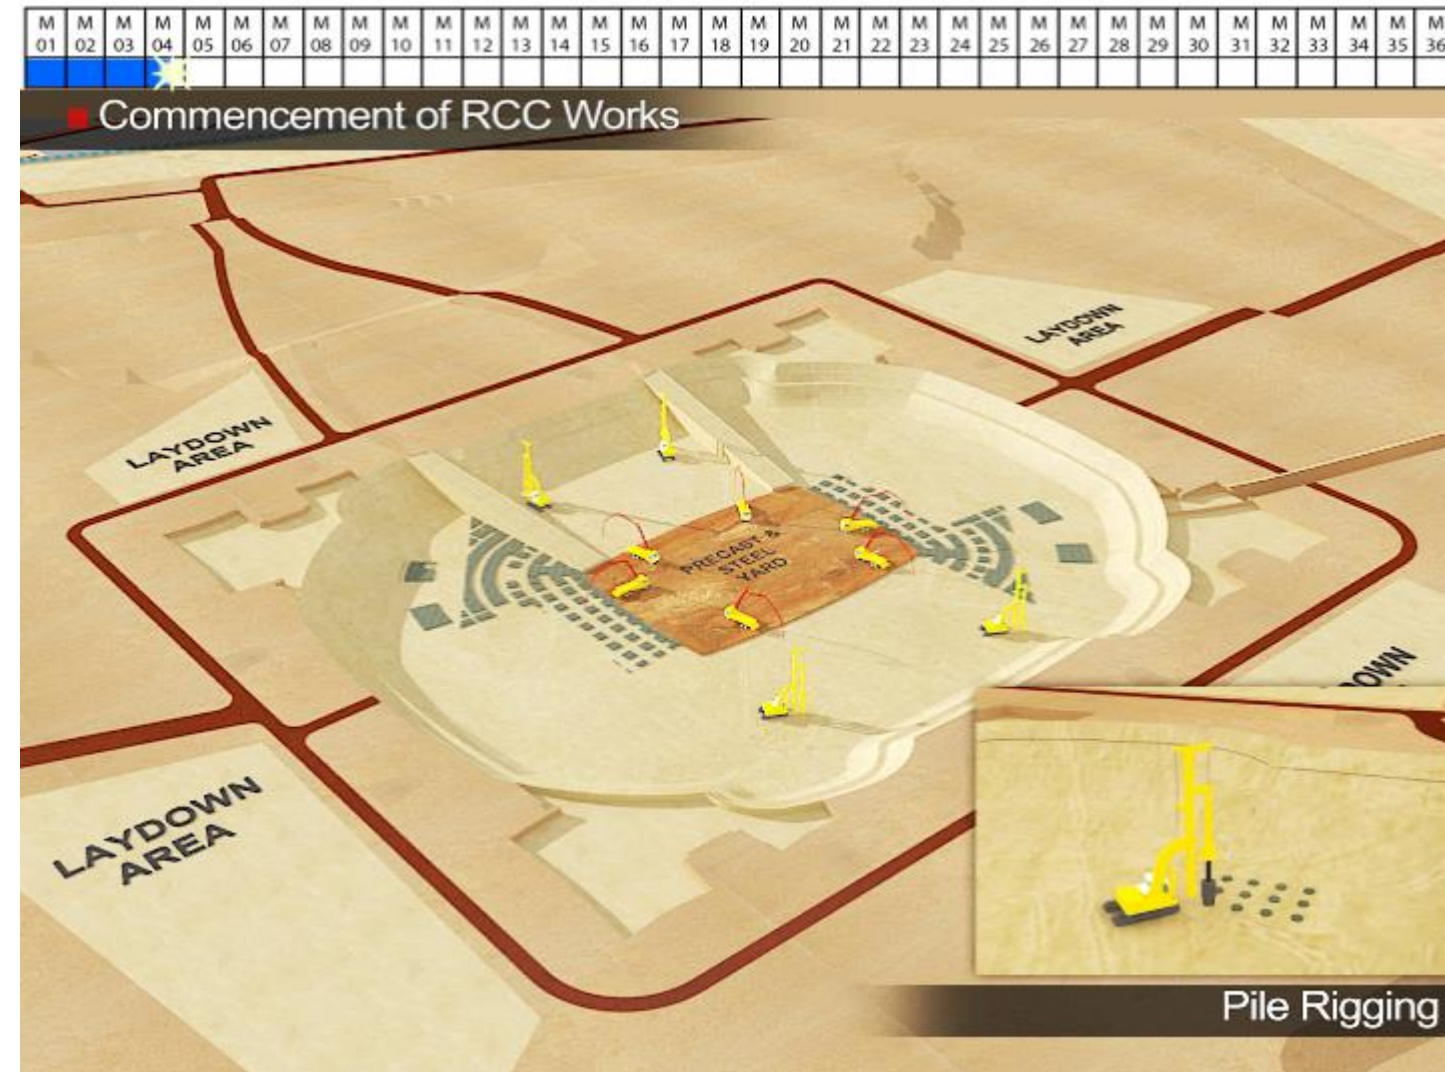 M M M M M M M M M M M M M M M M M M M M M M M M M M M M M M M M M M M M
01 02 03 04 05 06 07 08 09 10 11 12 13 14 15 16 17 18 19 20 21 22 23 24 25 26 27 28 29 30 31 32 33 34 35 36
Commencement of RCC Works
LAYDOWN
AREA
LAYDOWN
AREA
PRECAST &
STEEL
YARD
OWN
LAYDOWN
AREA
Pile Rigging